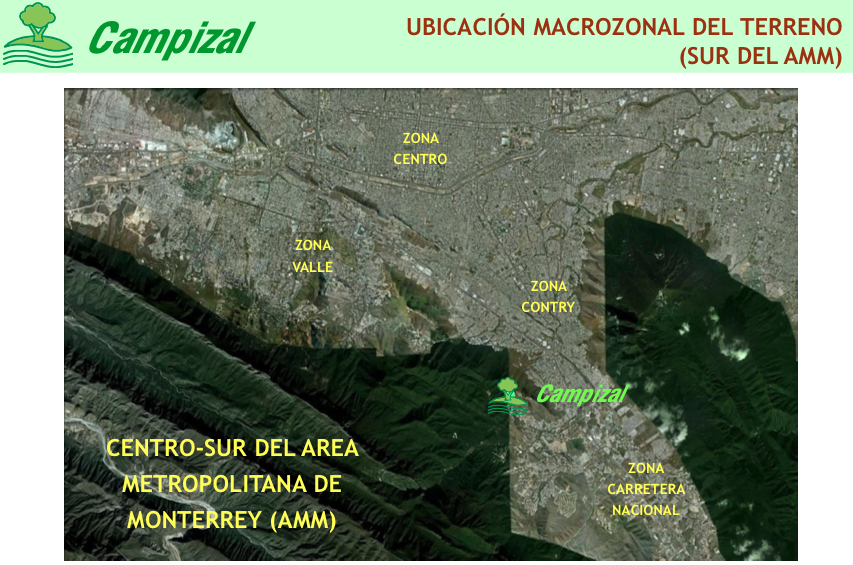 Campizal
UBICACIÓN MACROZONAL DEL TERRENO
(SUR DEL AMM)
ZONA
CENTRO
ZONA
VALLE
ZONA
CONTRY
Campizal
CENTRO-SUR DEL AREA
METROPOLITANA DE
MONTERREY (AMM)
ZONA
CARRETERA
NACIONAL